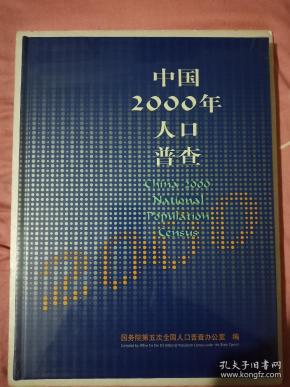 中国
2000年
人口
普查
China 2000
National
Population
Census
2000
国务院第五次全国人口普查办公室 编
孔夫子旧书网